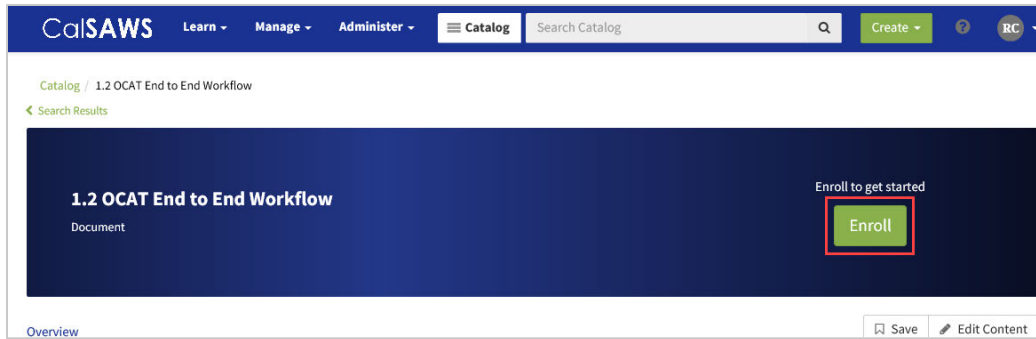 CalSAWS Learn Manage Administer Catalog Search Catalog Create ? RC
Catalog / 1.2 OCAT End to End Workflow
Search Results
1.2 OCAT End to End Workflow
Document
Enroll to get started
Enroll
Overview
Save Edit Content